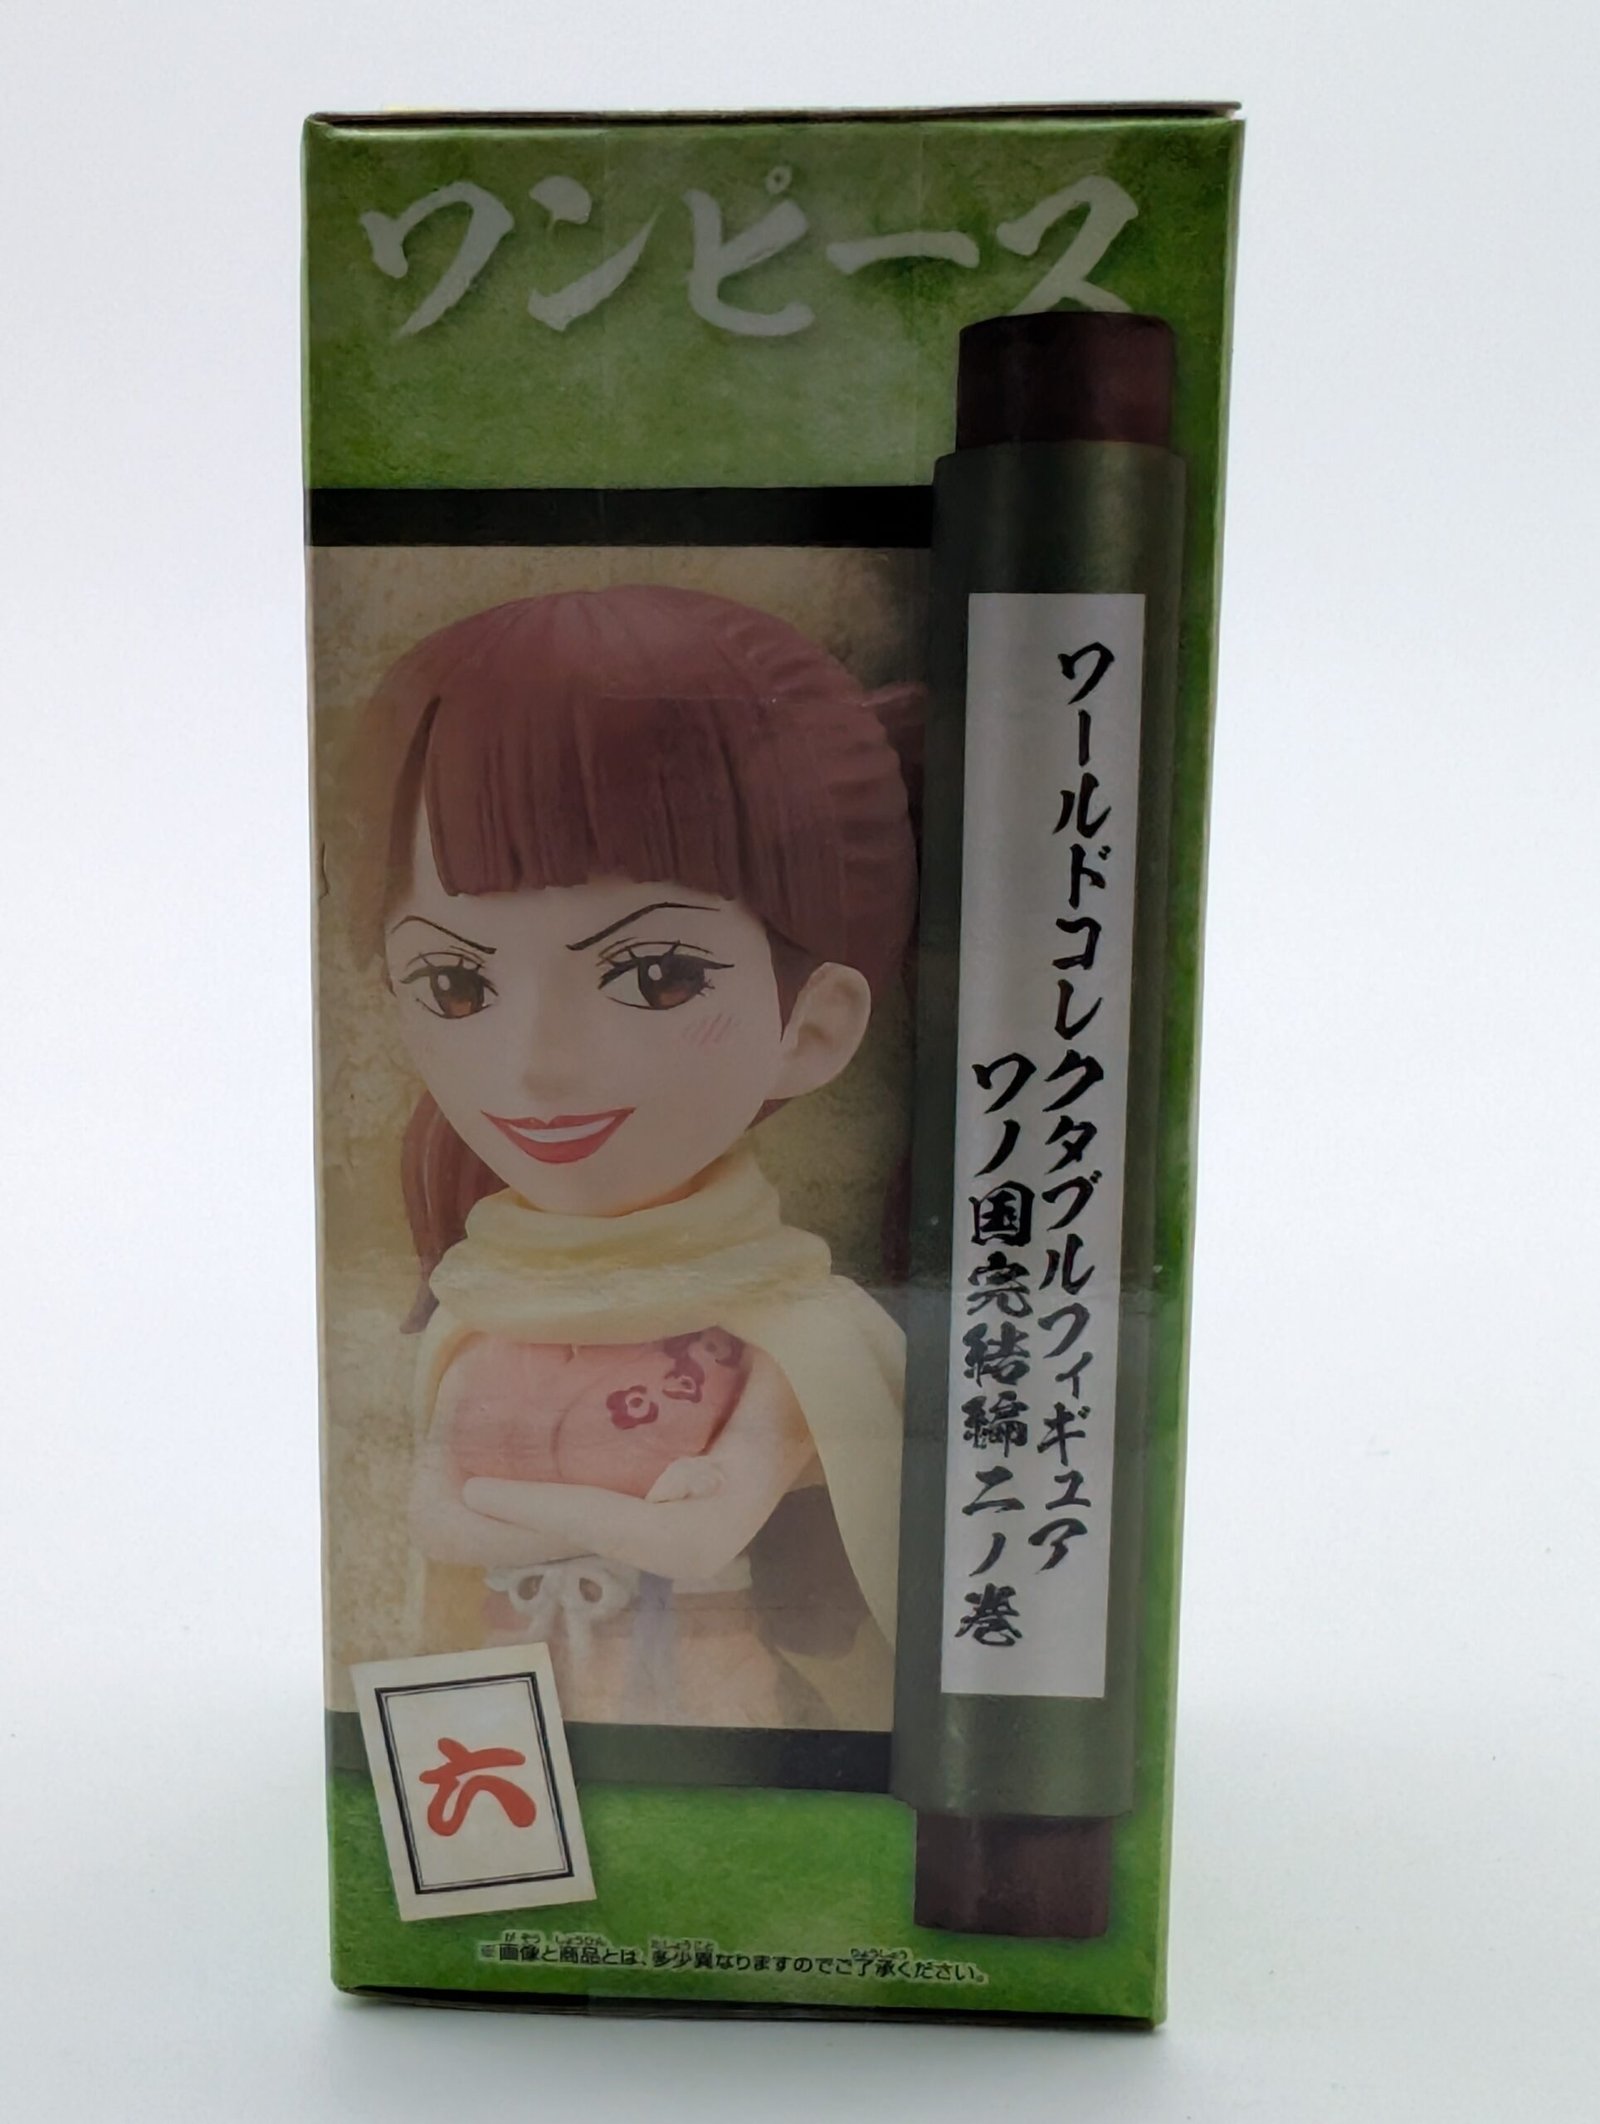 ワンピース
ワールドコレクタブルフィギュア
ワノ国完結編二ノ巻
六
※画像と商品とは、多少異なりますのでご了承ください。